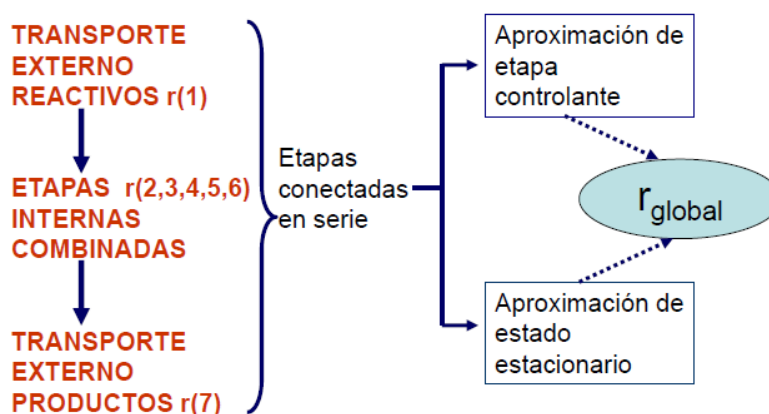 TRANSPORTE
EXTERNO
REACTIVOS r(1)
ETAPAS r(2,3,4,5,6)
INTERNAS
COMBINADAS
TRANSPORTE
EXTERNO
PRODUCTOS r(7)
Etapas
conectadas
en serie
Aproximación de
etapa
controlante
r global
Aproximación de
estado
estacionario